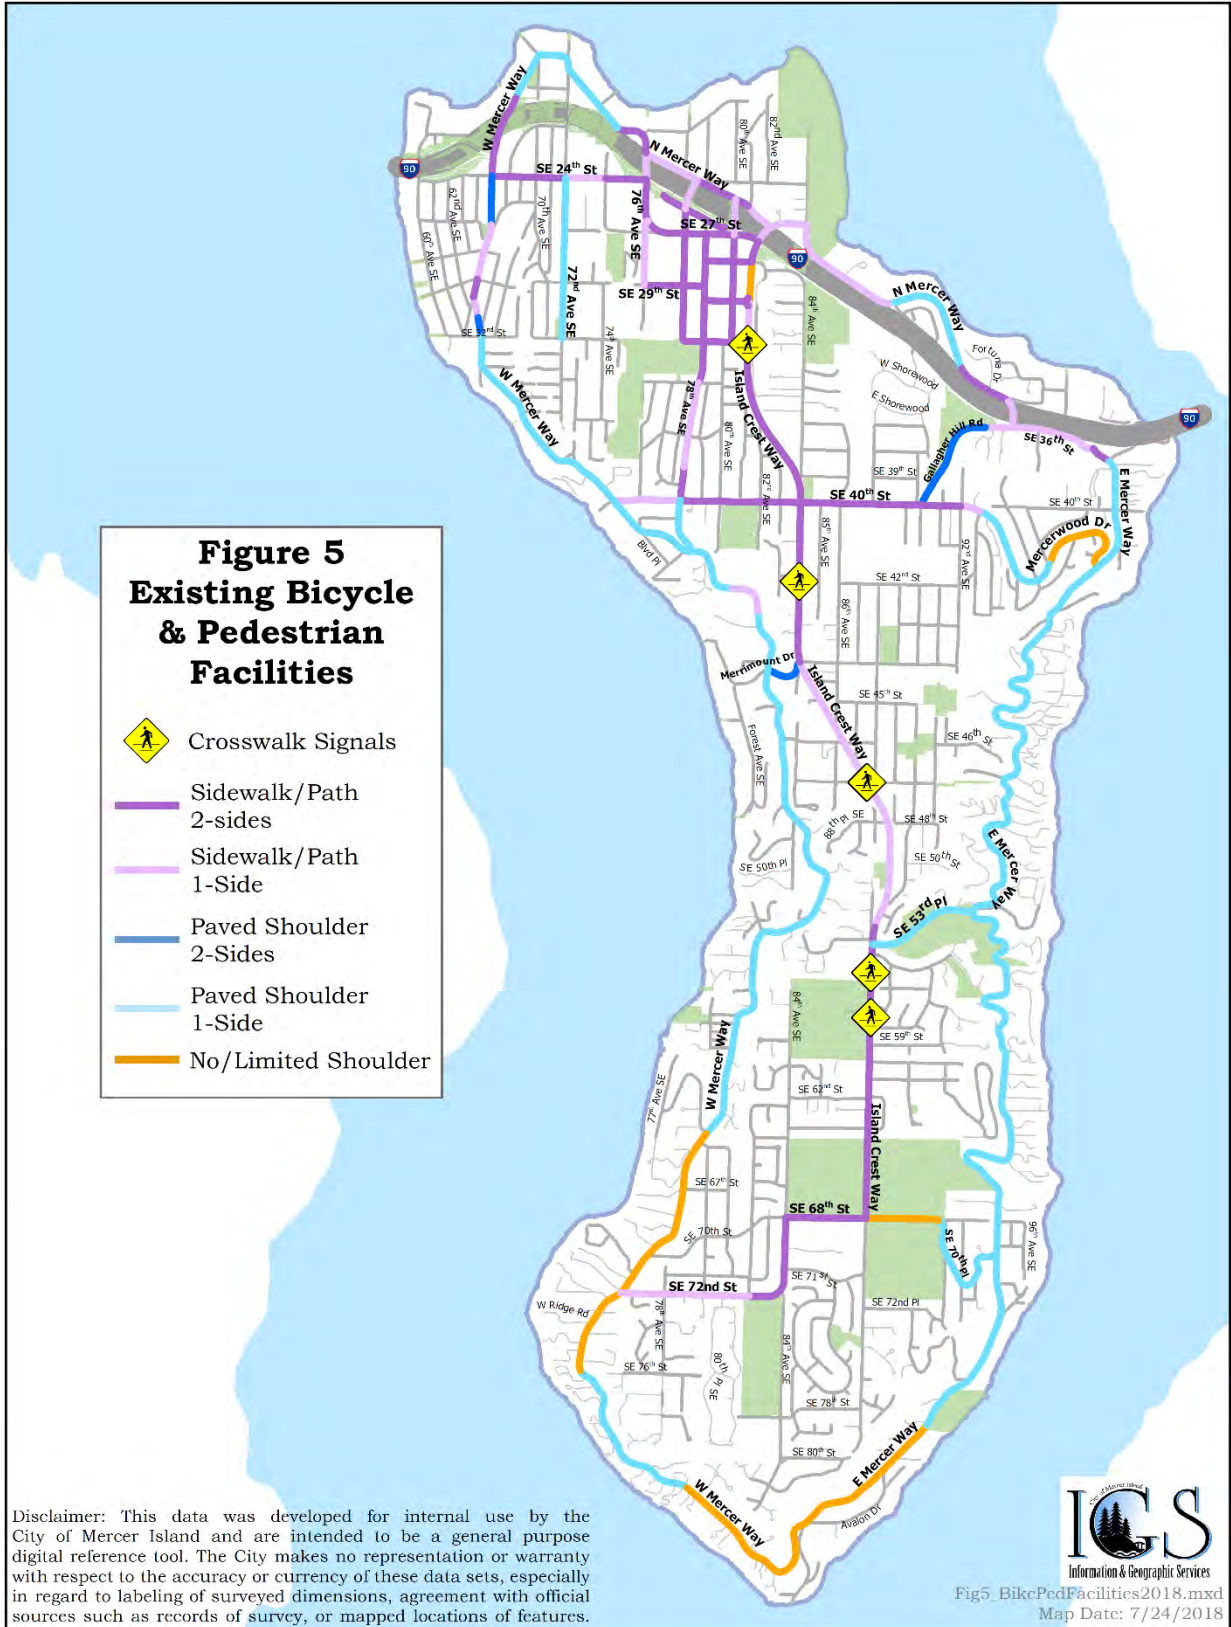 W Mercer Way
80th Ave SE
82nd Ave SE
N Mercer Way
90
SE 24th St
62nd Ave SE
70th Ave SE
76th Ave SE
SE 27th St
60th Ave SE
90
72nd Ave SE
SE 29th St
N Mercer Way
84th Ave SE
SE 32nd St
74th Ave SE
Fortuna Dr
W Shorewood
W Mercer Way
Island Crest Way
78th Ave SE
E Shorewood
90
80th Ave SE
Gallagher Hill Rd
SE 36th St
SE 39th St
82nd Ave SE
E Mercer Way
SE 40th St
SE 40th St
85th Ave SE
Mercerwood Dr
Blvd Pl
92nd Ave SE
SE 42nd St
86th Ave SE
Figure 5
Existing Bicycle
& Pedestrian
Facilities
Crosswalk Signals
Sidewalk/Path
2-sides
Sidewalk/Path
1-Side
Paved Shoulder
2-Sides
Paved Shoulder
1-Side
No/Limited Shoulder
Merrimount Dr
Island Crest Way
SE 45th St
Forest Ave SE
SE 46th St
88th Pl SE
SE 48th St
E Mercer Way
SE 50th Pl
SE 50th St
SE 53rd Pl
84th Ave SE
W Mercer Way
SE 59th St
77th Ave SE
SE 62nd St
Island Crest Way
SE 67th St
SE 68th St
SE 70th St
SE 70th Pl
96th Ave SE
SE 72nd St
SE 71st St
W Ridge Rd
78th Ave SE
SE 72nd Pl
84th Ave SE
SE 76th St
80th Pl SE
SE 78th St
SE 80th St
E Mercer Way
W Mercer Way
Avalon Dr
Disclaimer: This data was developed for internal use by the
City of Mercer Island and are intended to be a general purpose
digital reference tool. The City makes no representation or warranty
with respect to the accuracy or currency of these data sets, especially
in regard to labeling of surveyed dimensions, agreement with official
sources such as records of survey, or mapped locations of features.
City of Mercer Island
IGS
Information & Geographic Services
Fig5_BikePedFacilities2018.mxd
Map Date: 7/24/2018